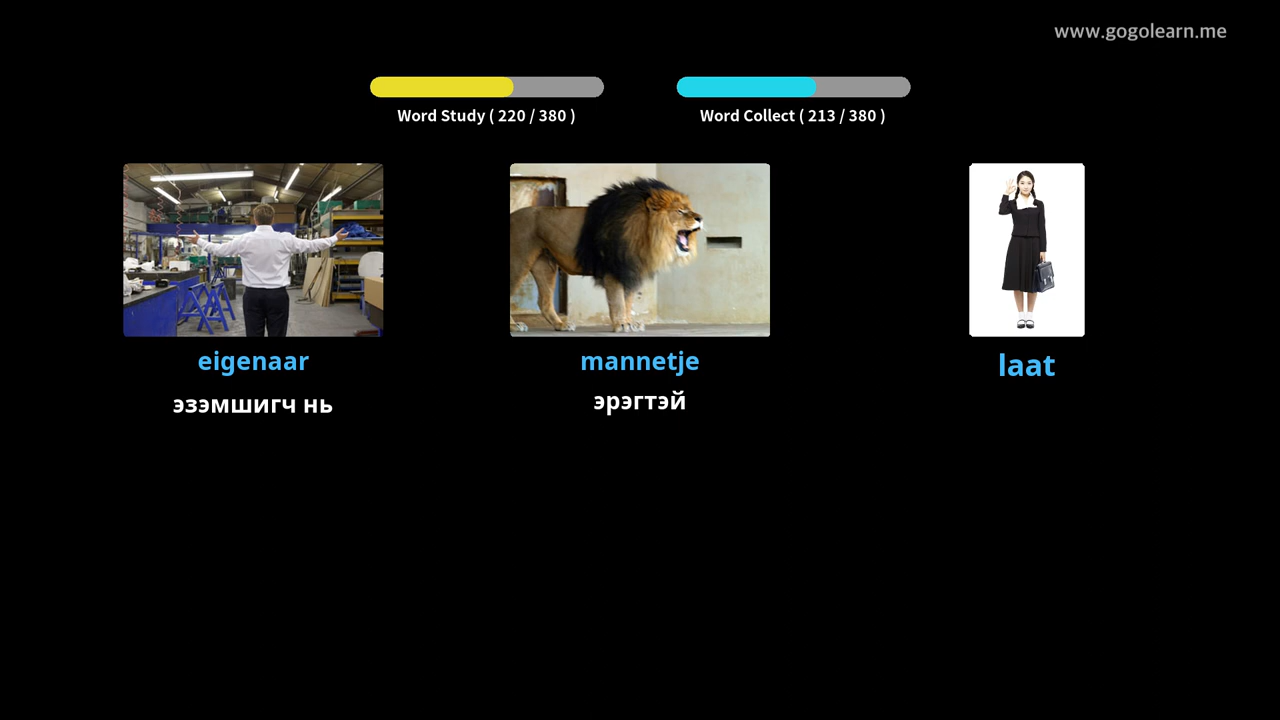 www.gogolearn.me
Word Study ( 220 / 380 )
Word Collect ( 213 / 380 )
eigenaar
эзэмшигч нь
mannetje
эрэгтэй
laat